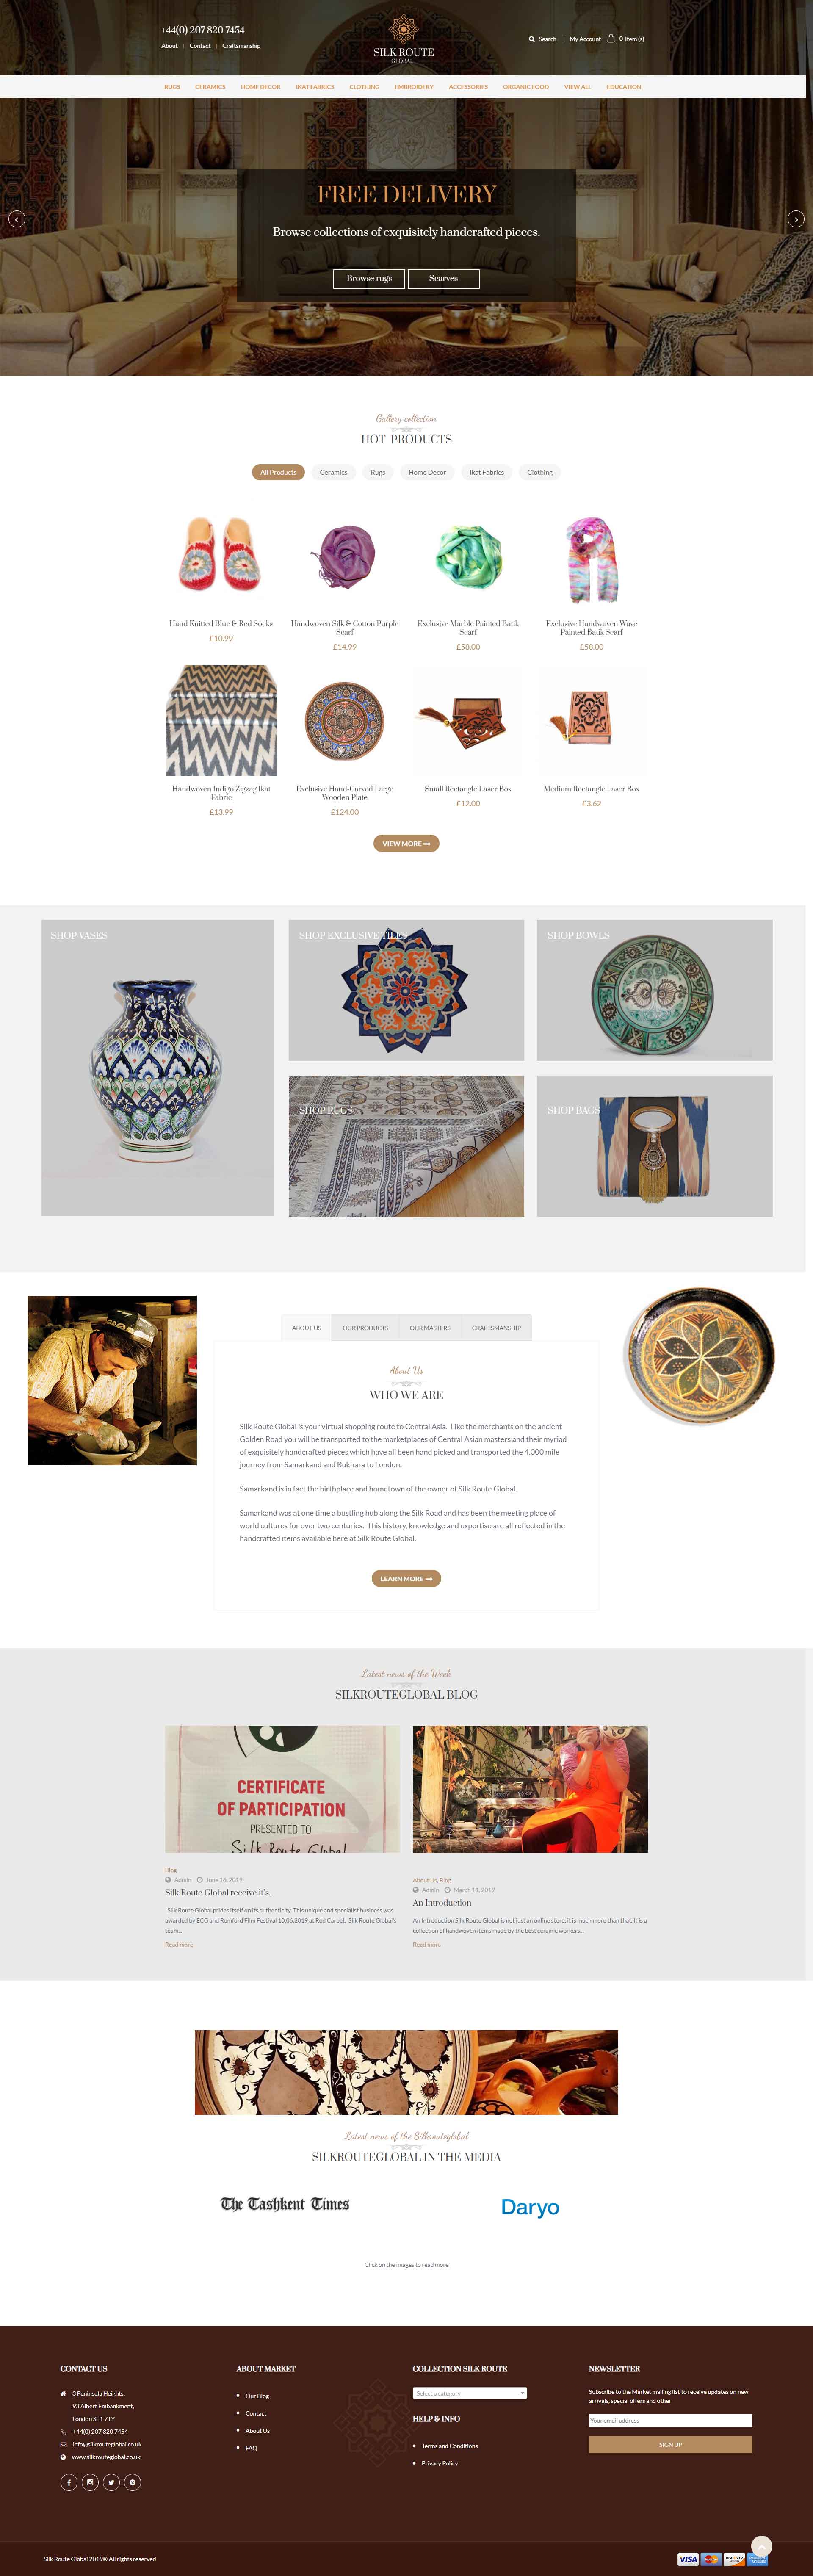 +44(0) 207 820 7454
About | Contact | Craftsmanship
SILK ROUTE
GLOBAL
Search | My Account 0 Item (s)
RUGS CERAMICS HOME DECOR IKAT FABRICS CLOTHING EMBROIDERY ACCESSORIES ORGANIC FOOD VIEW ALL EDUCATION
FREE DELIVERY
Browse collections of exquisitely handcrafted pieces.
Browse rugs Scarves
Gallery collection
HOT PRODUCTS
All Products Ceramics Rugs Home Decor Ikat Fabrics Clothing
Hand Knitted Blue & Red Socks
£10.99
Handwoven Silk & Cotton Purple
Scarf
£14.99
Exclusive Marble Painted Batik
Scarf
£58.00
Exclusive Handwoven Wave
Painted Batik Scarf
£58.00
Handwoven Indigo Zigzag Ikat
Fabric
£13.99
Exclusive Hand-Carved Large
Wooden Plate
£124.00
Small Rectangle Laser Box
£12.00
Medium Rectangle Laser Box
£3.62
VIEW MORE
SHOP VASES
SHOP EXCLUSIVE TILES
SHOP BOWLS
SHOP RUGS
SHOP BAGS
ABOUT US OUR PRODUCTS OUR MASTERS CRAFTSMANSHIP
About Us
WHO WE ARE
Silk Route Global is your virtual shopping route to Central Asia. Like the merchants on the ancient
Golden Road you will be transported to the marketplaces of Central Asian masters and their myriad
of exquisitely handcrafted pieces which have all been hand picked and transported the 4,000 mile
journey from Samarkand and Bukhara to London.
Samarkand is in fact the birthplace and hometown of the owner of Silk Route Global.
Samarkand was at one time a bustling hub along the Silk Road and has been the meeting place of
world cultures for over two centuries. This history, knowledge and expertise are all reflected in the
handcrafted items available here at Silk Route Global.
LEARN MORE
Latest news of the Week
SILKROUTEGLOBAL BLOG
CERTIFICATE
OF PARTICIPATION
PRESENTED TO
Silk Route Global
Blog
Admin June 16, 2019
Silk Route Global receive it's...
Silk Route Global prides itself on its authenticity. This unique and specialist business was
awarded by ECG and Romford Film Festival 10.06.2019 at Red Carpet. Silk Route Global's
team...
Read more
About Us, Blog
Admin March 11, 2019
An Introduction
An Introduction Silk Route Global is not just an online store, it is much more than that. It is a
collection of handwoven items made by the best ceramic workers...
Read more
Latest news of the Silkrouteglobal
SILKROUTEGLOBAL IN THE MEDIA
The Tashkent Times
Daryo
Click on the images to read more
CONTACT US
3 Peninsula Heights,
93 Albert Embankment,
London SE1 7TY
+44(0) 207 820 7454
info@silkrouteglobal.co.uk
www.silkrouteglobal.co.uk
ABOUT MARKET
Our Blog
Contact
About Us
FAQ
COLLECTION SILK ROUTE
Select a category
HELP & INFO
Terms and Conditions
Privacy Policy
NEWSLETTER
Subscribe to the Market mailing list to receive updates on new
arrivals, special offers and other
Your email address
SIGN UP
Silk Route Global 2019® All rights reserved
VISA MasterCard DISCOVER